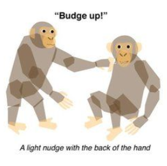 "Budge up!"
A light nudge with the back of the hand